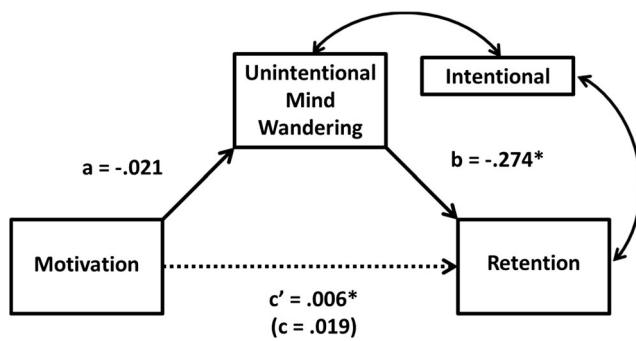 Unintentional
Mind
Wandering
Intentional
a = -.021
b = -.274*
Motivation
Retention
c’ = .006*
(c = .019)